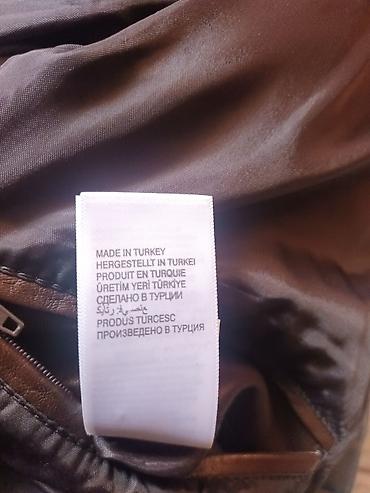 MADE IN TURKEY
HERGESTELLT IN TURKEI
PRODUIT EN TURQUIE
ÜRETİM YERİ TÜRKİYE
СДЕЛАНО В ТУРЦИИ
PRODUS TURCESC
ПРОИЗВЕДЕНО В ТУРЦИЯ